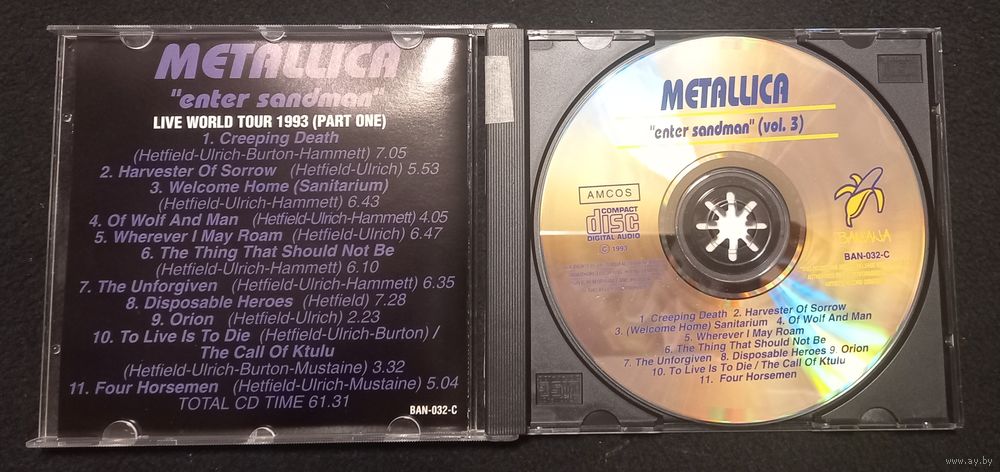 METALLICA
"enter sandman"
LIVE WORLD TOUR 1993 (PART ONE)
1. Creeping Death
(Hetfield-Ulrich-Burton-Hammett) 7.05
2. Harvester Of Sorrow (Hetfield-Ulrich) 5.53
3. Welcome Home (Sanitarium)
(Hetfield-Ulrich-Hammett) 6.43
4. Of Wolf And Man (Hetfield-Ulrich-Hammett) 4.05
5. Wherever I May Roam (Hetfield-Ulrich) 6.47
6. The Thing That Should Not Be
(Hetfield-Ulrich-Hammett) 6.10
7. The Unforgiven (Hetfield-Ulrich-Hammett) 6.35
8. Disposable Heroes (Hetfield) 7.28
9. Orion (Hetfield-Ulrich) 2.23
10. To Live Is To Die (Hetfield-Ulrich-Burton) /
The Call Of Ktulu
(Hetfield-Ulrich-Burton-Mustaine) 3.32
11. Four Horsemen (Hetfield-Ulrich-Mustaine) 5.04
TOTAL CD TIME 61.31
BAN-032-C
METALLICA
"enter sandman" (vol. 3)
AMCOS
COMPACT
disc
DIGITAL AUDIO
© 1993
BANANA
BAN-032-C
1. Creeping Death 2. Harvester Of Sorrow
3. (Welcome Home) Sanitarium 4. Of Wolf And Man
5. Wherever I May Roam
6. The Thing That Should Not Be
7. The Unforgiven 8. Disposable Heroes 9. Orion
10. To Live Is To Die / The Call Of Ktulu
11. Four Horsemen
www.ay.by